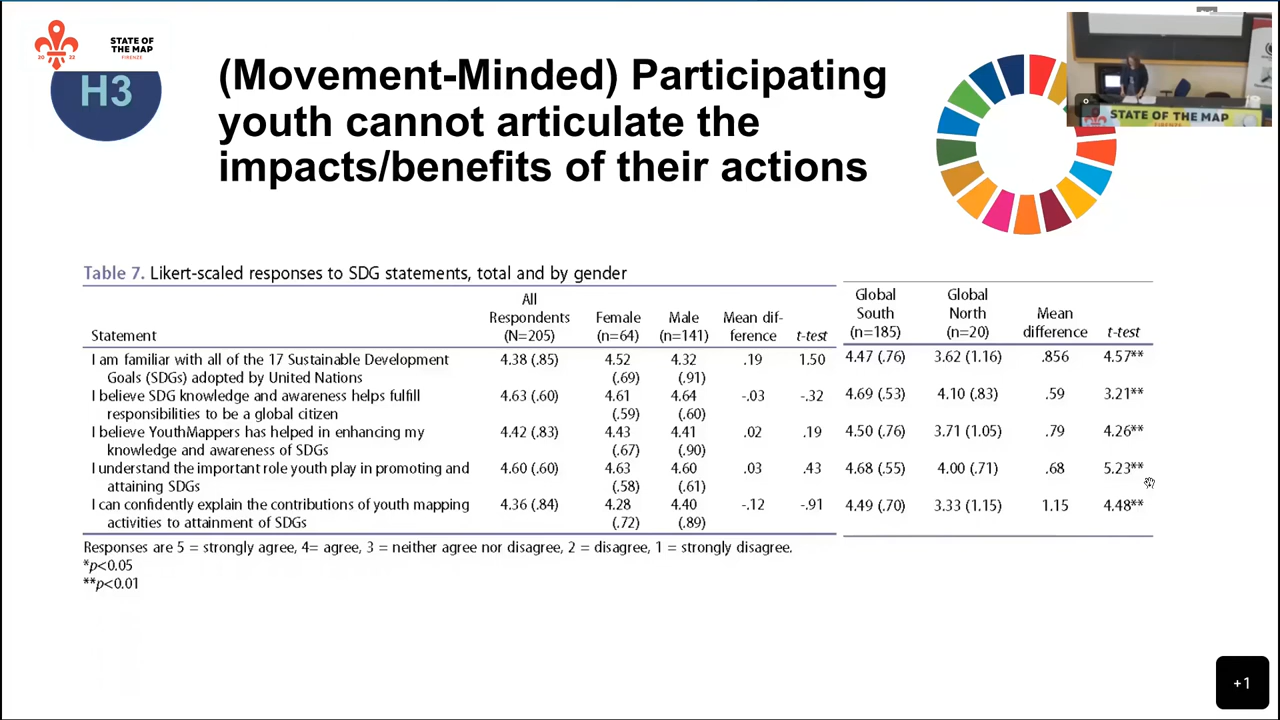 STATE OF
THE MAP
FIRENZE
20 22
H3
(Movement-Minded) Participating
youth cannot articulate the
impacts/benefits of their actions
STATE OF THE MAP
FIRENZE
Table 7. Likert-scaled responses to SDG statements, total and by gender
Statement All Respondents (N=205) Female (n=64) Male (n=141) Mean dif-ference t-test Global South (n=185) Global North (n=20) Mean difference t-test
I am familiar with all of the 17 Sustainable Development 4.38 (.85) 4.52 4.32 .19 1.50 4.47 (.76) 3.62 (1.16) .856 4.57**
Goals (SDGs) adopted by United Nations (.69) (.91)
I believe SDG knowledge and awareness helps fulfill 4.63 (.60) 4.61 4.64 -.03 -.32 4.69 (.53) 4.10 (.83) .59 3.21**
responsibilities to be a global citizen (.59) (.60)
I believe YouthMappers has helped in enhancing my 4.42 (.83) 4.43 4.41 .02 .19 4.50 (.76) 3.71 (1.05) .79 4.26**
knowledge and awareness of SDGs (.67) (.90)
I understand the important role youth play in promoting and 4.60 (.60) 4.63 4.60 .03 .43 4.68 (.55) 4.00 (.71) .68 5.23**
attaining SDGs (.58) (.61)
I can confidently explain the contributions of youth mapping 4.36 (.84) 4.28 4.40 -.12 -.91 4.49 (.70) 3.33 (1.15) 1.15 4.48**
activities to attainment of SDGs (.72) (.89)
Responses are 5 = strongly agree, 4= agree, 3 = neither agree nor disagree, 2 = disagree, 1 = strongly disagree.
*p<0.05
**p<0.01
+1